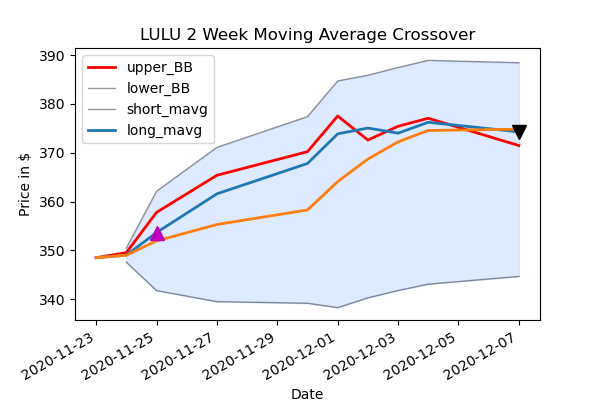 LULU 2 Week Moving Average Crossover
390
380
370
360
350
340
Price in $
upper_BB
lower_BB
short_mavg
long_mavg
2020-11-23
2020-11-25
2020-11-27
2020-11-29
2020-12-01
2020-12-03
2020-12-05
2020-12-07
Date